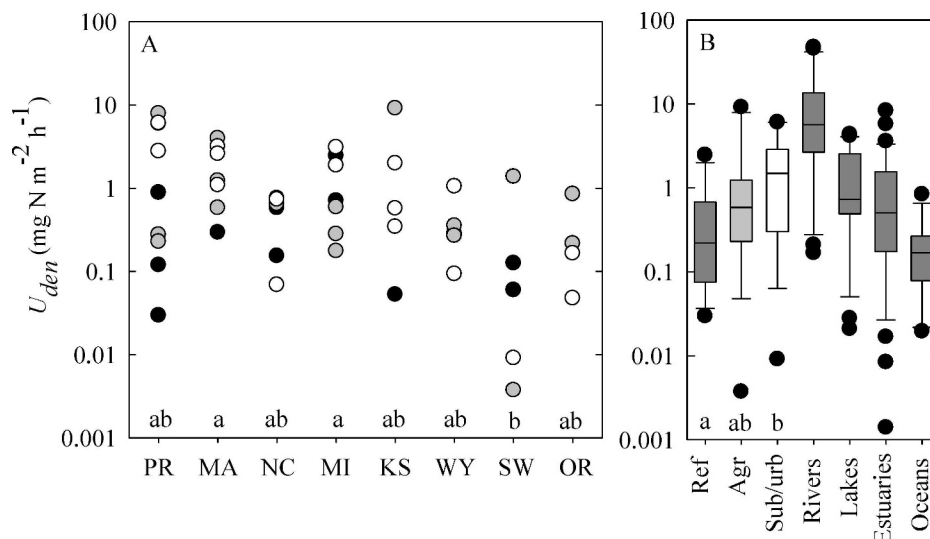 A
B
U_den (mg N m^-2 h^-1)
100
10
1
0.1
0.01
0.001
100
10
1
0.1
0.01
0.001
ab a ab a ab ab b ab
a ab b
PR MA NC MI KS WY SW OR
Ref Agr Sub/urb Rivers Lakes Estuaries Oceans